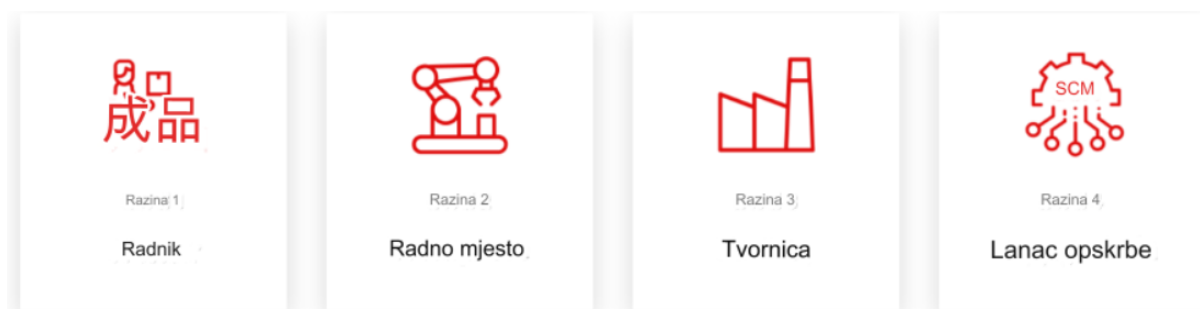 成品
Razina 1
Radnik
Razina 2
Radno mjesto
Razina 3
Tvornica
SCM
Razina 4
Lanac opskrbe